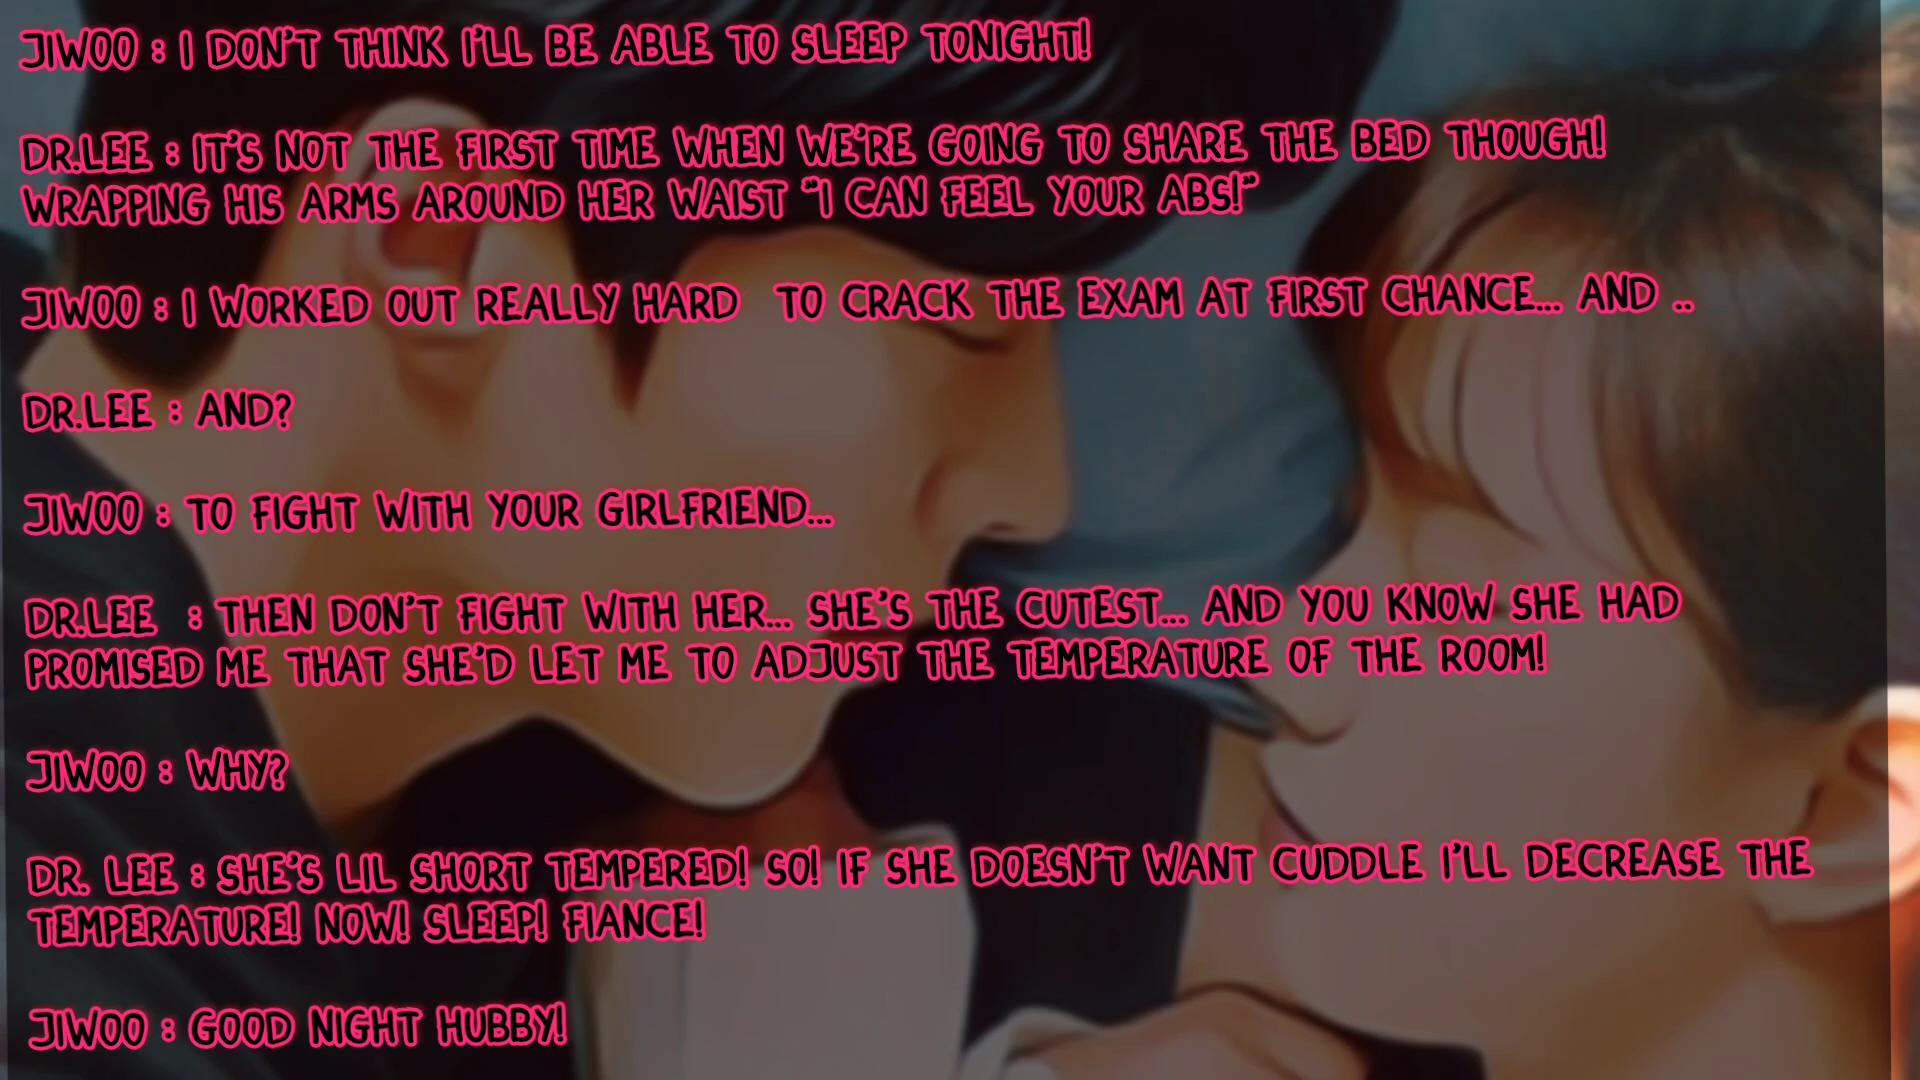 JIWOO : I DON'T THINK I'LL BE ABLE TO SLEEP TONIGHT!
DR.LEE : IT'S NOT THE FIRST TIME WHEN WE'RE GOING TO SHARE THE BED THOUGH!
WRAPPING HIS ARMS AROUND HER WAIST "I CAN FEEL YOUR ABS!"
JIWOO : I WORKED OUT REALLY HARD TO CRACK THE EXAM AT FIRST CHANCE... AND ..
DR.LEE : AND?
JIWOO : TO FIGHT WITH YOUR GIRLFRIEND...
DR.LEE : THEN DON'T FIGHT WITH HER... SHE'S THE CUTEST... AND YOU KNOW SHE HAD
PROMISED ME THAT SHE'D LET ME TO ADJUST THE TEMPERATURE OF THE ROOM!
JIWOO : WHY?
DR. LEE : SHE'S LIL SHORT TEMPERED! SO! IF SHE DOESN'T WANT CUDDLE I'LL DECREASE THE
TEMPERATURE! NOW! SLEEP! FIANCE!
JIWOO : GOOD NIGHT HUBBY!